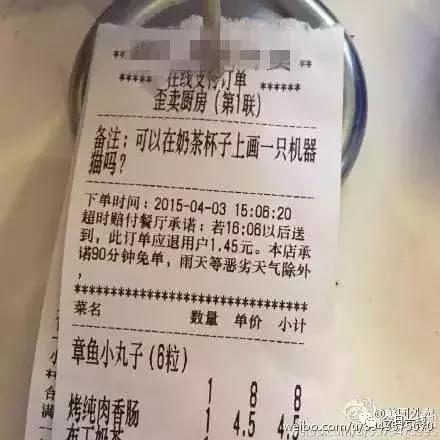 ***** 在线支付订单 ******
歪卖厨房（第1联）
备注：可以在奶茶杯子上画一只机器
猫吗？
下单时间：2015-04-03 15:06:20
超时赔付餐厅承诺：若16:06以后送
到，此订单应退用户1.45元。本店承
诺90分钟免单，雨天等恶劣天气除外
，
菜名 数量 单价 小计
章鱼小丸子(6粒)
1 8 8
烤纯肉香肠
1 4.5 4.5
布丁奶茶